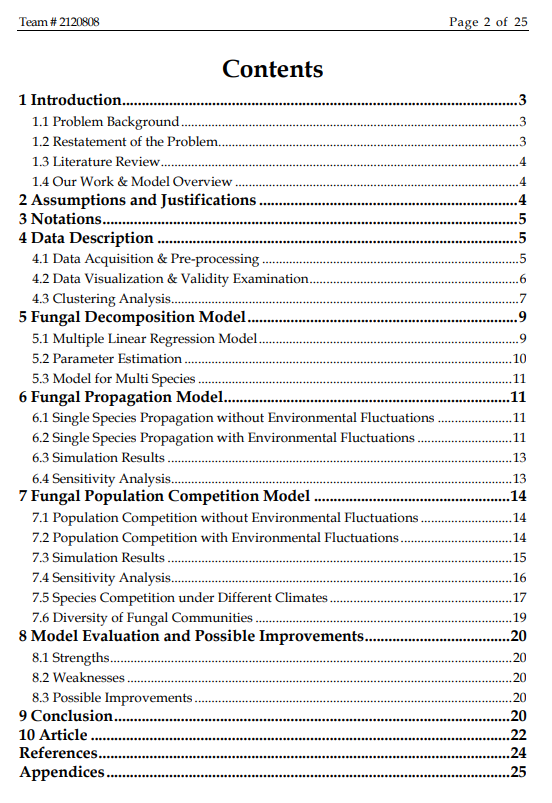 Team # 2120808 Page 2 of 25
Contents
1 Introduction 3
1.1 Problem Background 3
1.2 Restatement of the Problem 3
1.3 Literature Review 4
1.4 Our Work & Model Overview 4
2 Assumptions and Justifications 4
3 Notations 5
4 Data Description 5
4.1 Data Acquisition & Pre-processing 5
4.2 Data Visualization & Validity Examination 6
4.3 Clustering Analysis 7
5 Fungal Decomposition Model 9
5.1 Multiple Linear Regression Model 9
5.2 Parameter Estimation 10
5.3 Model for Multi Species 11
6 Fungal Propagation Model 11
6.1 Single Species Propagation without Environmental Fluctuations 11
6.2 Single Species Propagation with Environmental Fluctuations 11
6.3 Simulation Results 13
6.4 Sensitivity Analysis 13
7 Fungal Population Competition Model 14
7.1 Population Competition without Environmental Fluctuations 14
7.2 Population Competition with Environmental Fluctuations 14
7.3 Simulation Results 15
7.4 Sensitivity Analysis 16
7.5 Species Competition under Different Climates 17
7.6 Diversity of Fungal Communities 19
8 Model Evaluation and Possible Improvements 20
8.1 Strengths 20
8.2 Weaknesses 20
8.3 Possible Improvements 20
9 Conclusion 20
10 Article 22
References 24
Appendices 25